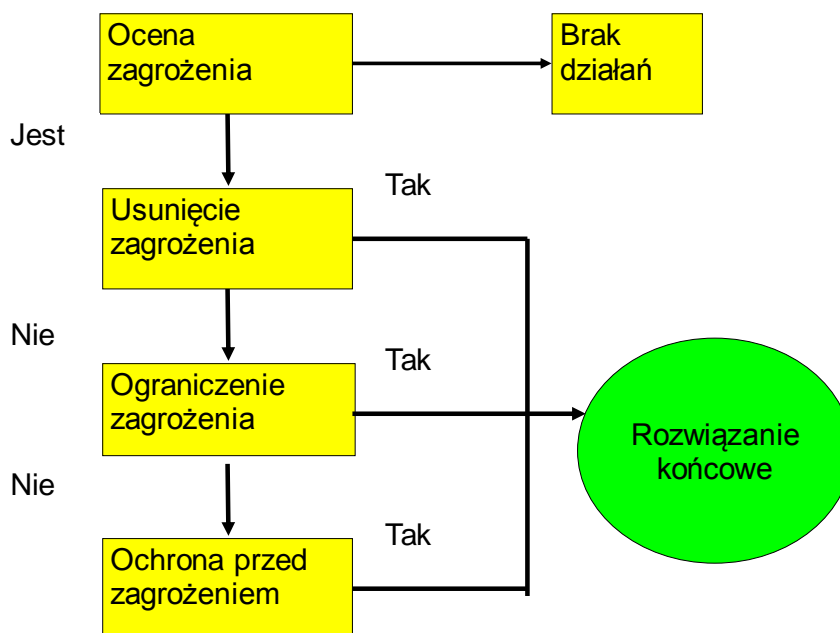 Ocena
zagrożenia
Brak
działań
Jest
Tak
Usunięcie
zagrożenia
Nie
Tak
Ograniczenie
zagrożenia
Rozwiązanie
końcowe
Nie
Tak
Ochrona przed
zagrożeniem